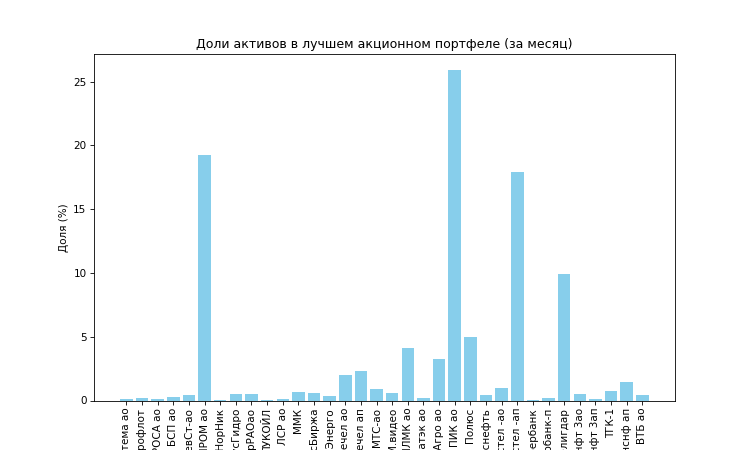 Доли активов в лучшем акционном портфеле (за месяц)
Доля (%)
25
20
15
10
5
0
тема ао
рофлот
РОСА ао
БСП ао
евСт-ао
ПРОМ ао
НорНик
сГидро
рРАОао
ЛУКОЙЛ
ЛСР ао
ММК
сБиржа
Энерго
ечел ао
ечел ап
МТС-ао
М.видео
ЛМК ао
атэк ао
Агро ао
ПИК ао
Полюс
снефть
стел -ао
стел -ап
ербанк
рбанк-п
лигдар
нфт 3ао
нфт 3ап
ТГК-1
нснф ап
ВТБ ао